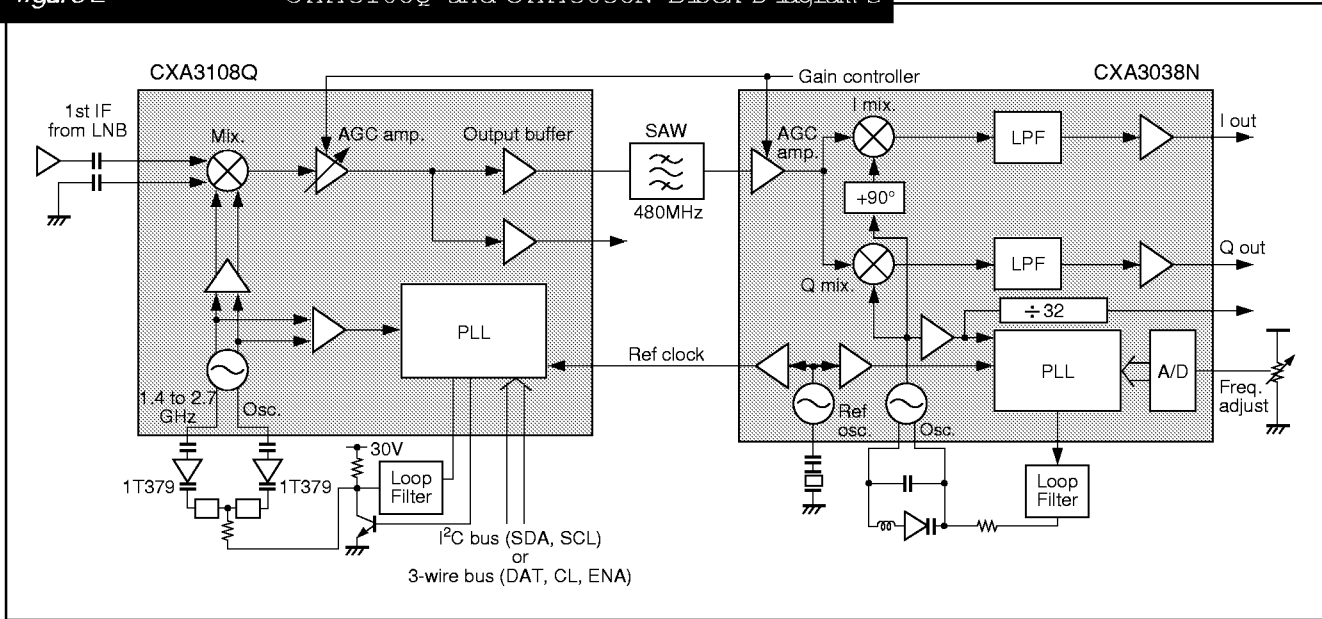 CXA3108Q
Gain controller
CXA3038N
1st IF
from LNB
Mix.
AGC amp.
Output buffer
SAW
480MHz
AGC
amp.
I mix.
+90°
LPF
I out
Q mix.
LPF
Q out
÷32
PLL
Ref clock
PLL
A/D
Freq.
adjust
1.4 to 2.7
GHz
Osc.
Ref
osc.
Osc.
1T379
1T379
30V
Loop
Filter
Loop
Filter
I²C bus (SDA, SCL)
or
3-wire bus (DAT, CL, ENA)